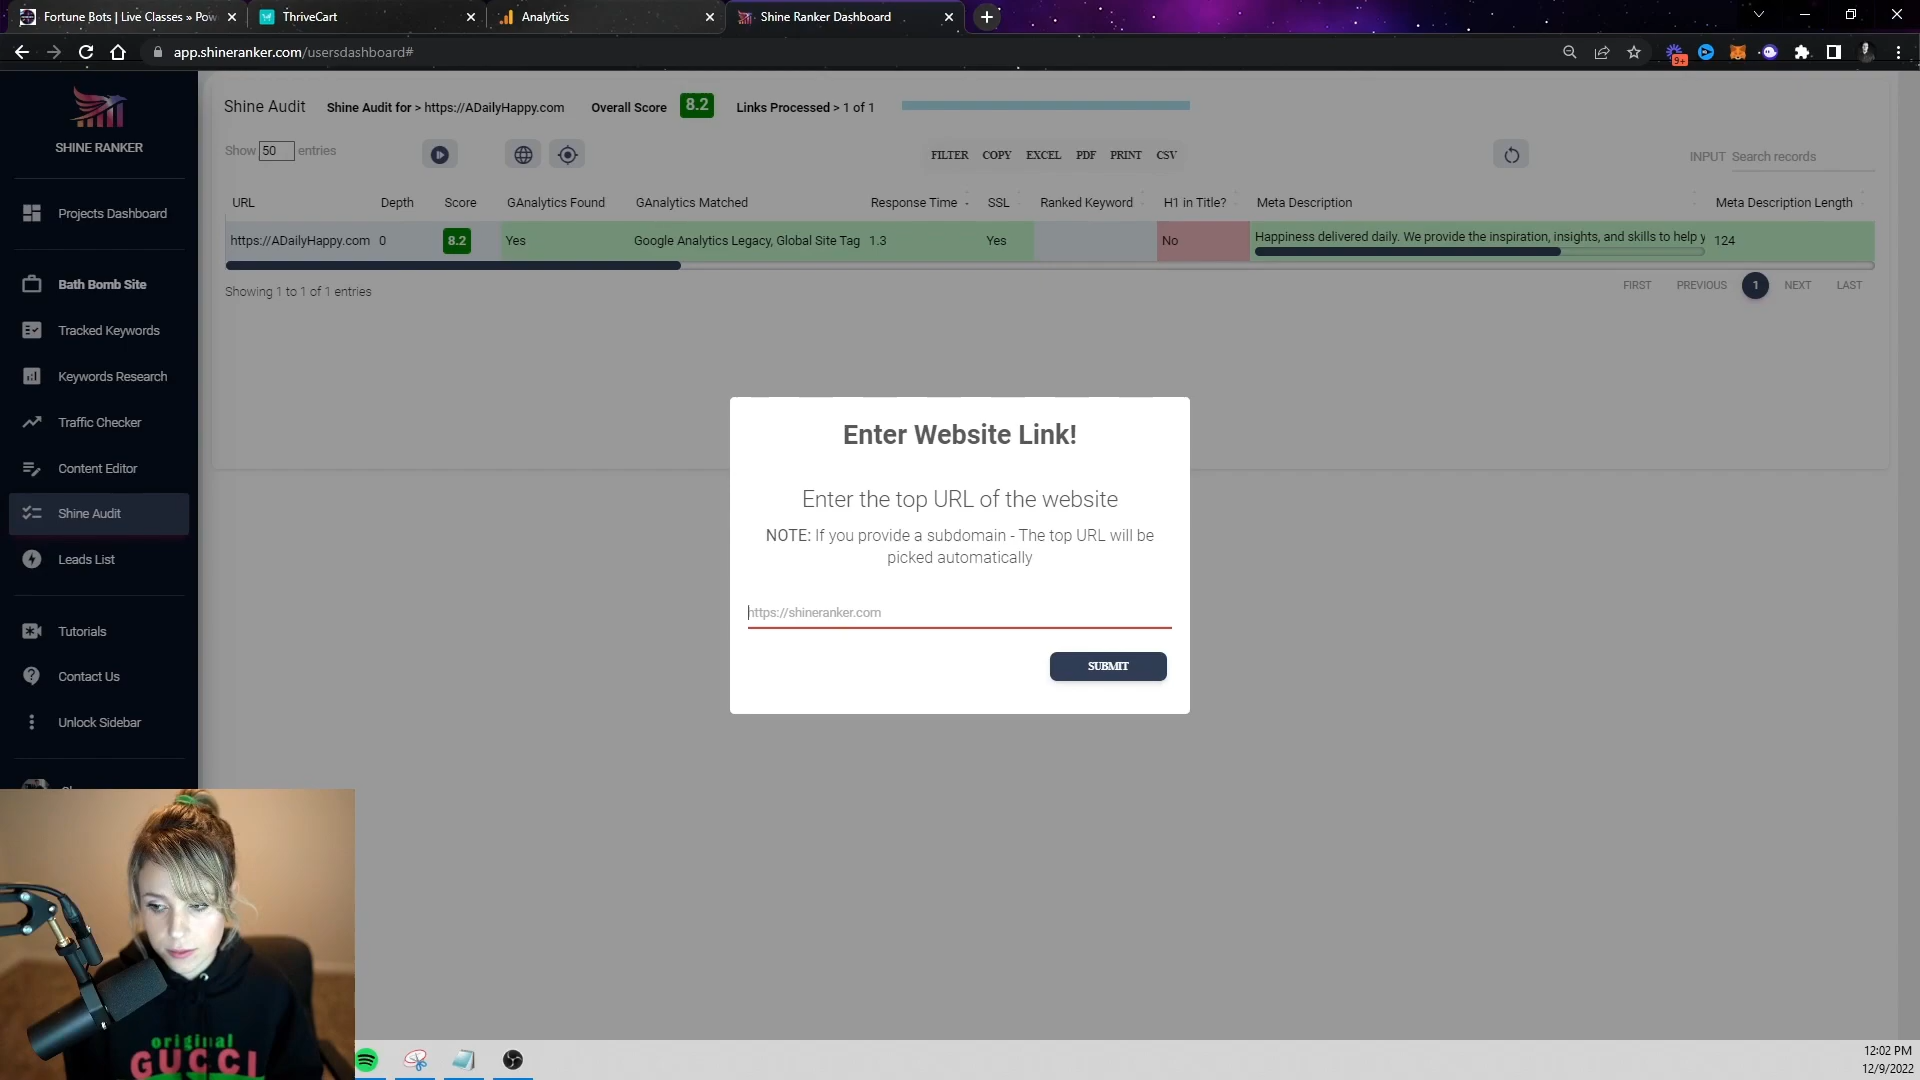 Fortune Bots | Live Classes » Pow
ThriveCart
Analytics
Shine Ranker Dashboard
app.shineranker.com/usersdashboard#
9+
SHINE RANKER
Projects Dashboard
Bath Bomb Site
Tracked Keywords
Keywords Research
Traffic Checker
Content Editor
Shine Audit
Leads List
Tutorials
Contact Us
Unlock Sidebar
Shine Audit Shine Audit for > https://ADailyHappy.com Overall Score 8.2 Links Processed > 1 of 1
Show 50 entries
FILTER COPY EXCEL PDF PRINT CSV
INPUT Search records
URL Depth Score GAnalytics Found GAnalytics Matched Response Time SSL Ranked Keyword H1 in Title? Meta Description Meta Description Length
https://ADailyHappy.com 0 8.2 Yes Google Analytics Legacy, Global Site Tag 1.3 Yes No Happiness delivered daily. We provide the inspiration, insights, and skills to help y 124
Showing 1 to 1 of 1 entries
FIRST PREVIOUS 1 NEXT LAST
Enter Website Link!
Enter the top URL of the website
NOTE: If you provide a subdomain - The top URL will be
picked automatically
https://shineranker.com
SUBMIT
original
GUCCI
12:02 PM
12/9/2022